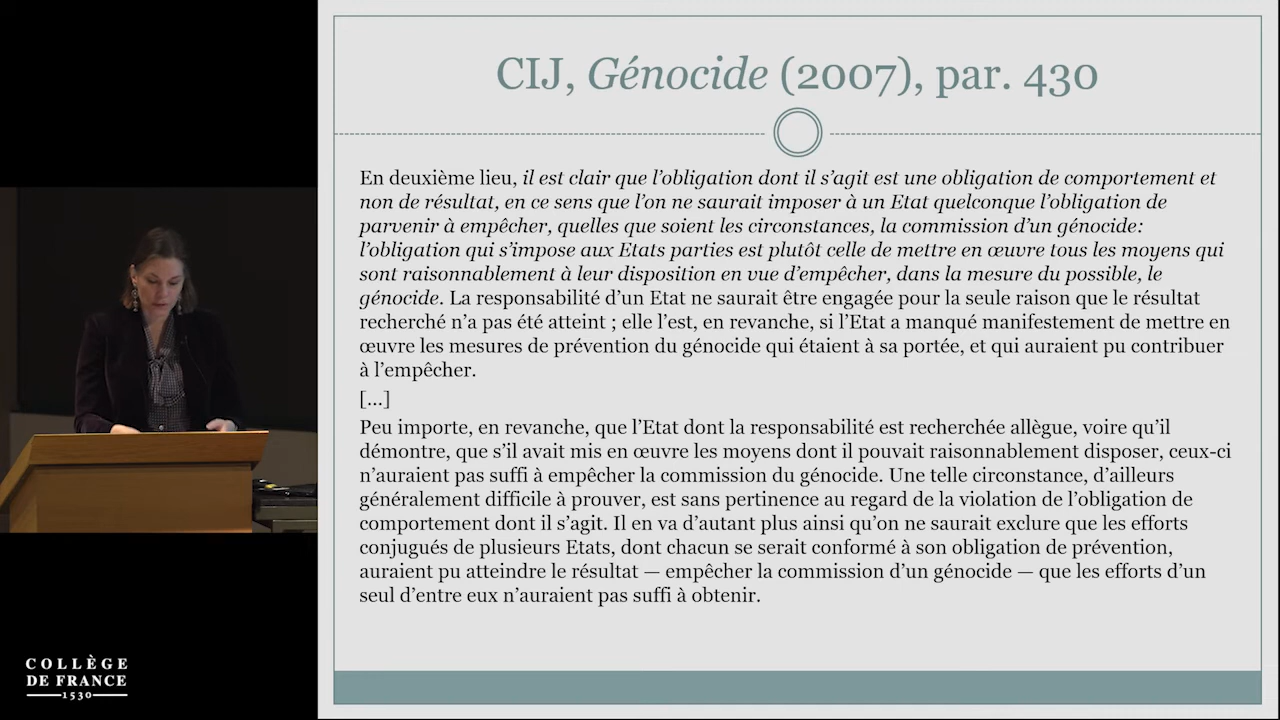 CIJ, Génocide (2007), par. 430
En deuxième lieu, il est clair que l'obligation dont il s'agit est une obligation de comportement et
non de résultat, en ce sens que l'on ne saurait imposer à un Etat quelconque l'obligation de
parvenir à empêcher, quelles que soient les circonstances, la commission d'un génocide:
l'obligation qui s'impose aux Etats parties est plutôt celle de mettre en œuvre tous les moyens qui
sont raisonnablement à leur disposition en vue d'empêcher, dans la mesure du possible, le
génocide. La responsabilité d'un Etat ne saurait être engagée pour la seule raison que le résultat
recherché n'a pas été atteint ; elle l'est, en revanche, si l'Etat a manqué manifestement de mettre en
œuvre les mesures de prévention du génocide qui étaient à sa portée, et qui auraient pu contribuer
à l'empêcher.
[...]
Peu importe, en revanche, que l'Etat dont la responsabilité est recherchée allègue, voire qu'il
démontre, que s'il avait mis en œuvre les moyens dont il pouvait raisonnablement disposer, ceux-ci
n'auraient pas suffi à empêcher la commission du génocide. Une telle circonstance, d'ailleurs
généralement difficile à prouver, est sans pertinence au regard de la violation de l'obligation de
comportement dont il s'agit. Il en va d'autant plus ainsi qu'on ne saurait exclure que les efforts
conjugués de plusieurs Etats, dont chacun se serait conformé à son obligation de prévention,
auraient pu atteindre le résultat — empêcher la commission d'un génocide — que les efforts d'un
seul d'entre eux n'auraient pas suffi à obtenir.
COLLÈGE
DE FRANCE
1530